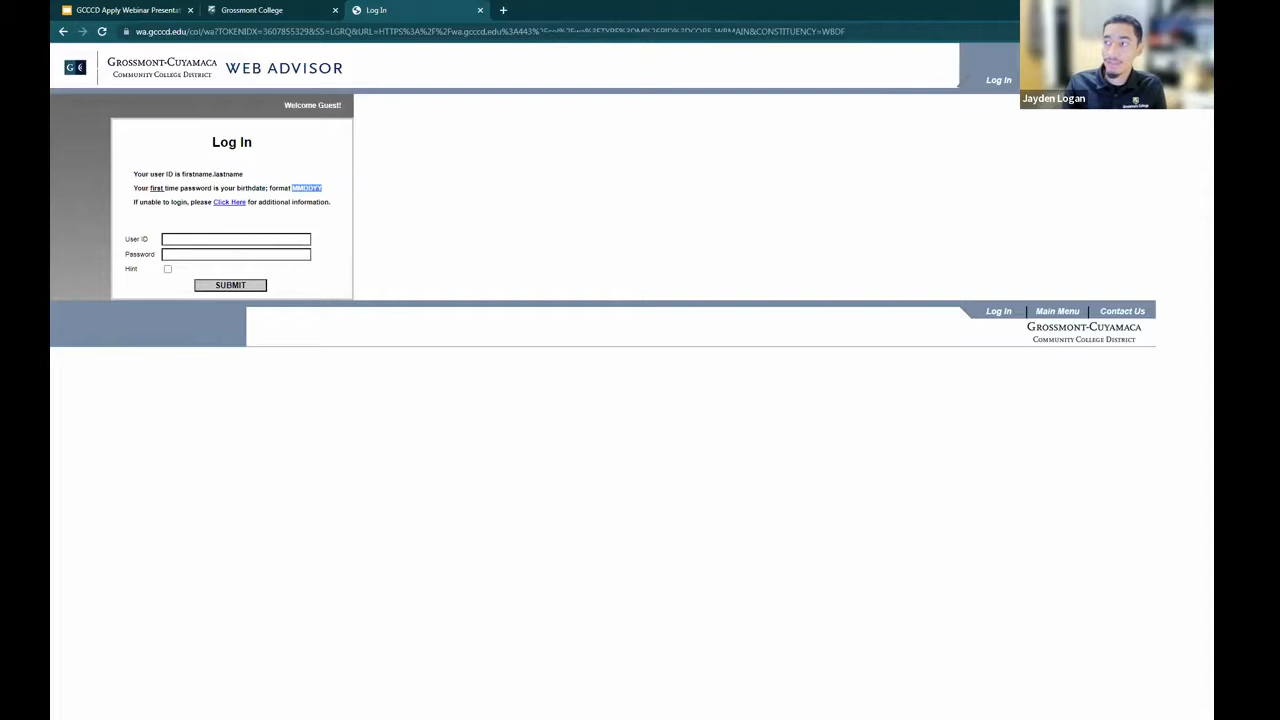 GCCCD Apply Webinar Presentat
Grossmont College
Log In
Jayden Logan
GROSSMONT-CUYAMACA
COMMUNITY COLLEGE DISTRICT
WEB ADVISOR
Log In
Welcome Guest!
Log In
Your user ID is firstname.lastname
Your first time password is your birthdate; format MMDDYY
If unable to login, please Click Here for additional information.
User ID
Password
Hint
SUBMIT
Log In
Main Menu
Contact Us
GROSSMONT-CUYAMACA
COMMUNITY COLLEGE DISTRICT